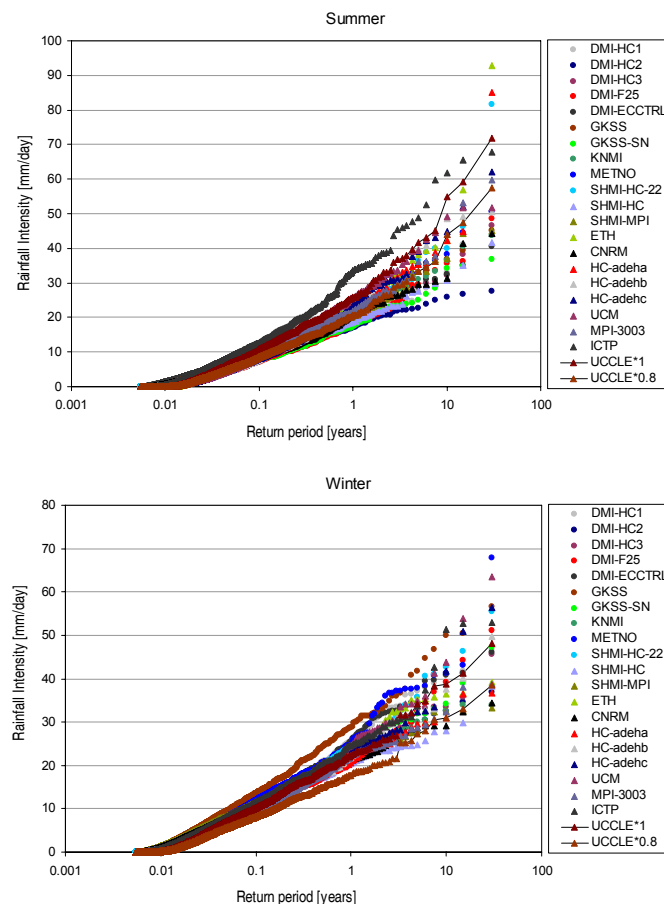 Summer
Rainfall Intensity [mm/day]
100
90
80
70
60
50
40
30
20
10
0
0.001
0.01
0.1
1
10
100
Return period [years]
DMI-HC1
DMI-HC2
DMI-HC3
DMI-F25
DMI-ECCTRL
GKSS
GKSS-SN
KNMI
METNO
SHMI-HC-22
SHMI-HC
SHMI-MPI
ETH
CNRM
HC-adeha
HC-adehb
HC-adehc
UCM
MPI-3003
ICTP
UCCLE*1
UCCLE*0.8
Winter
Rainfall Intensity [mm/day]
80
70
60
50
40
30
20
10
0
0.001
0.01
0.1
1
10
100
Return period [years]
DMI-HC1
DMI-HC2
DMI-HC3
DMI-F25
DMI-ECCTRL
GKSS
GKSS-SN
KNMI
METNO
SHMI-HC-22
SHMI-HC
SHMI-MPI
ETH
CNRM
HC-adeha
HC-adehb
HC-adehc
UCM
MPI-3003
ICTP
UCCLE*1
UCCLE*0.8